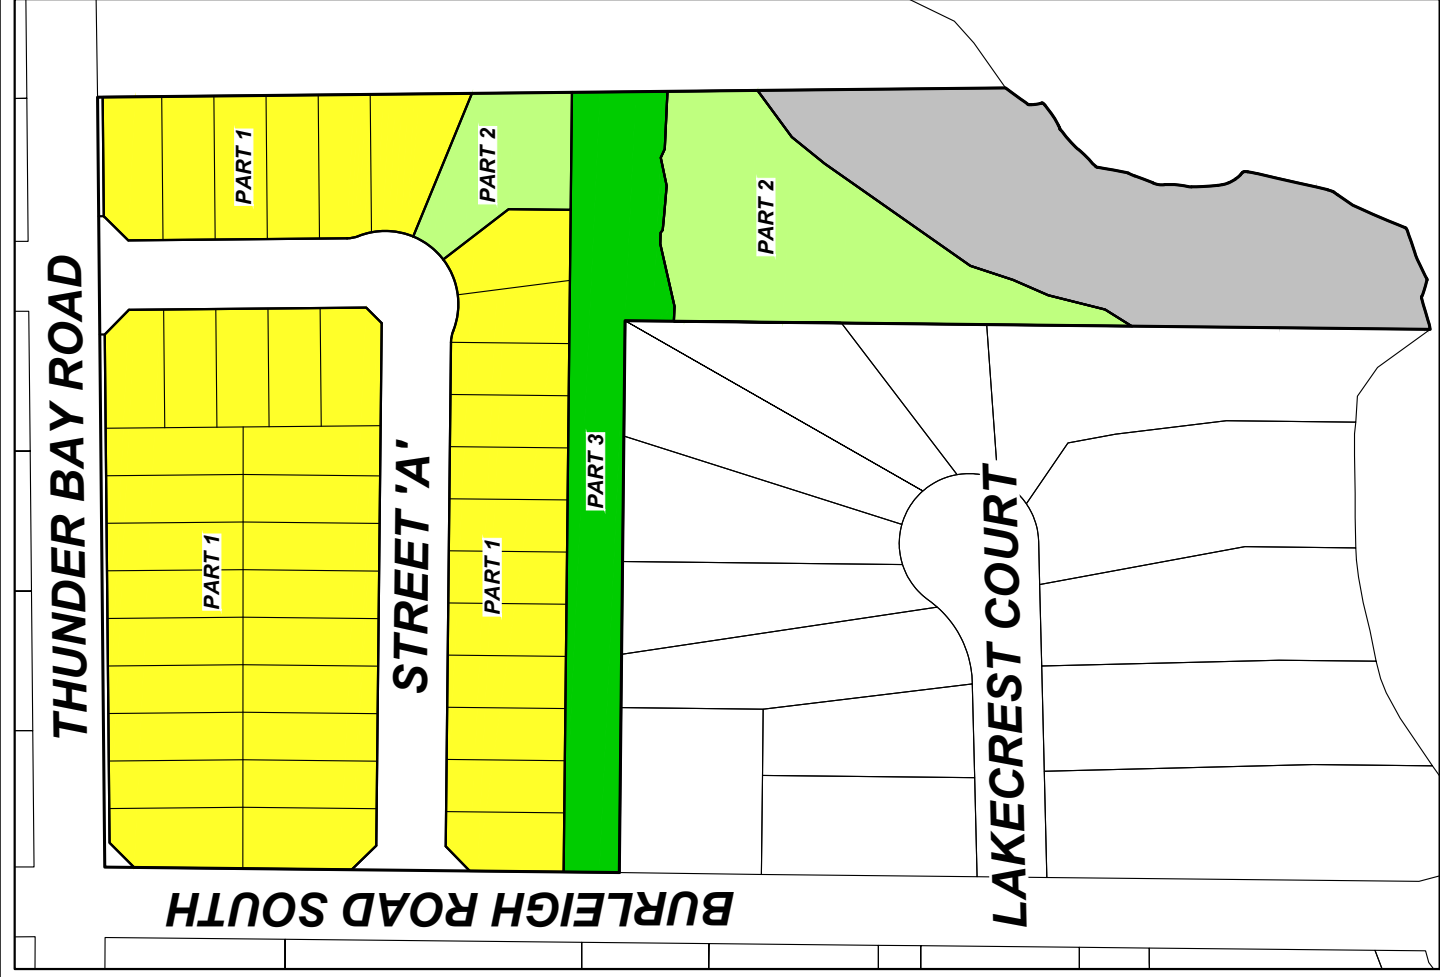 THUNDER BAY ROAD
PART 1
PART 2
PART 2
STREET 'A'
PART 3
PART 1
PART 1
LAKECREST COURT
BURLEIGH ROAD SOUTH